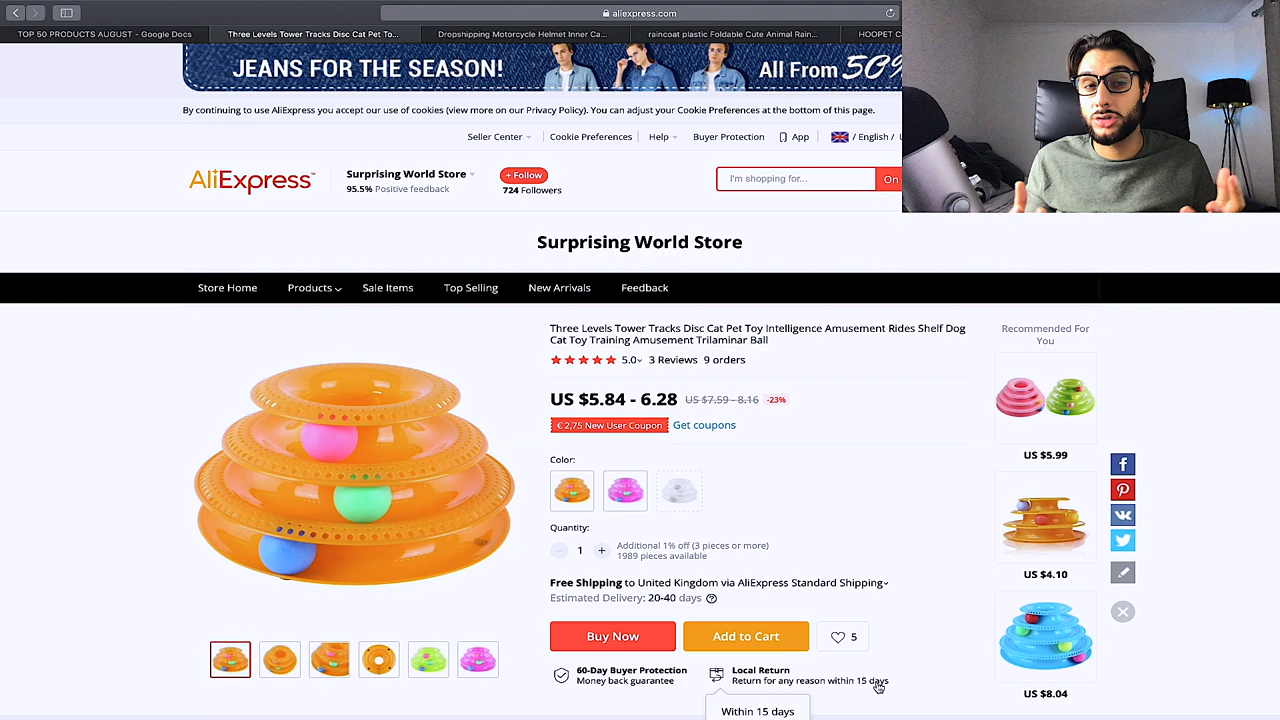 aliexpress.com
TOP 50 PRODUCTS AUGUST - Google Docs
Three Levels Tower Tracks Disc Cat Pet To...
Dropshipping Motorcycle Helmet Inner Ca...
raincoat plastic Foldable Cute Animal Rain...
HOOPET C
JEANS FOR THE SEASON!
All From 50%
By continuing to use AliExpress you accept our use of cookies (view more on our Privacy Policy). You can adjust your Cookie Preferences at the bottom of this page.
Seller Center
Cookie Preferences
Help
Buyer Protection
App
/ English /
AliExpress™
Surprising World Store
95.5% Positive feedback
+ Follow
724 Followers
I'm shopping for...
On
Surprising World Store
Store Home
Products
Sale Items
Top Selling
New Arrivals
Feedback
Three Levels Tower Tracks Disc Cat Pet Toy Intelligence Amusement Rides Shelf Dog
Cat Toy Training Amusement Trilaminar Ball
5.0 3 Reviews 9 orders
US $5.84 - 6.28 US $7.59 - 8.16 -23%
€ 2,75 New User Coupon Get coupons
Color:
Quantity:
1
Additional 1% off (3 pieces or more)
1989 pieces available
Free Shipping to United Kingdom via AliExpress Standard Shipping
Estimated Delivery: 20-40 days
Buy Now
Add to Cart
5
60-Day Buyer Protection
Money back guarantee
Local Return
Return for any reason within 15 days
Within 15 days
Recommended For
You
US $5.99
US $4.10
US $8.04